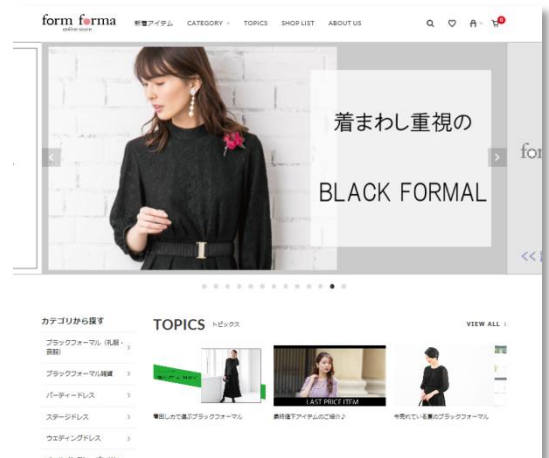 form forma
online store
新着アイテム
CATEGORY
TOPICS
SHOP LIST
ABOUT US
0
着まわし重視の
BLACK FORMAL
for
<<
カテゴリから探す
ブラックフォーマル（礼服・
喪服）
ブラックフォーマル雑貨
パーティードレス
ステージドレス
ウエディングドレス
TOPICS トピックス
VIEW ALL
LAST PRICE ITEM
着回し力で選ぶブラックフォーマル
最終値下アイテムのご紹介♪
今売れている夏のブラックフォーマル